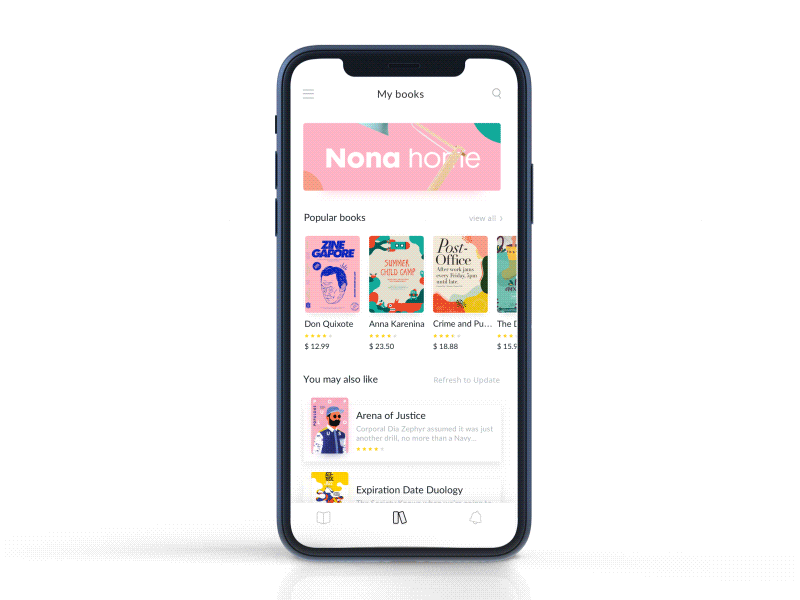 My books
Nona home
Popular books
view all
ZINE
GAPORE
SUMMER
CHILD CAMP
Post-
Office
After work jams
every Friday, 5pm
until late.
Don Quixote
Anna Karenina
Crime and Pu...
The D
$ 12.99
$ 23.50
$ 18.88
$ 15.9
You may also like
Refresh to Update
Arena of Justice
Corporal Dia Zephyr assumed it was just
another drill, no more than a Navy...
Expiration Date Duology